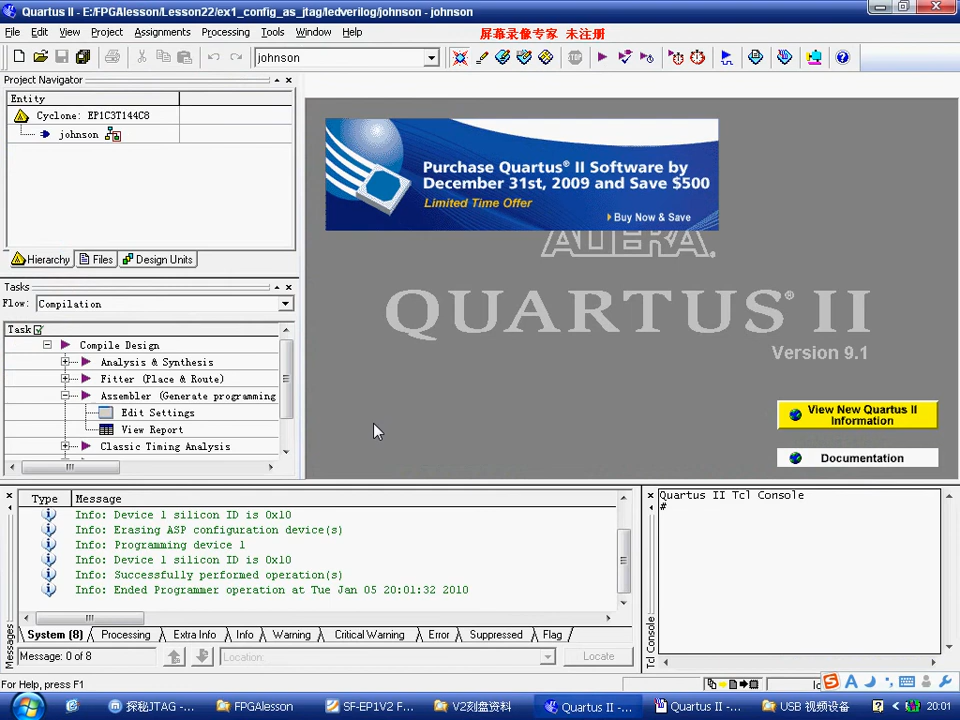 Quartus II - E:/FPGAlesson/Lesson22/ex1_config_as_jtag/ledverilog/johnson - johnson
File Edit View Project Assignments Processing Tools Window Help
屏幕录像专家 未注册
johnson
Project Navigator
Entity
Cyclone: EP1C3T144C8
johnson
Hierarchy Files Design Units
Tasks
Flow: Compilation
Task
Compile Design
Analysis & Synthesis
Fitter (Place & Route)
Assembler (Generate programming
Edit Settings
View Report
Classic Timing Analysis
Purchase Quartus® II Software by
December 31st, 2009 and Save $500
Limited Time Offer
Buy Now & Save
ALTERA.
QUARTUS® II
Version 9.1
View New Quartus II
Information
Documentation
Type Message
Info: Device 1 silicon ID is 0x10
Info: Erasing ASP configuration device(s)
Info: Programming device 1
Info: Device 1 silicon ID is 0x10
Info: Successfully performed operation(s)
Info: Ended Programmer operation at Tue Jan 05 20:01:32 2010
System (8) Processing Extra Info Info Warning Critical Warning Error Suppressed Flag
Message: 0 of 8
Location:
Locate
Messages
Quartus II Tcl Console
#
Tcl Console
For Help, press F1
探秘JTAG -... FPGAlesson SF-EP1V2 F... V2刻盘资料 Quartus II -... Quartus II -... USB 视频设备 20:01